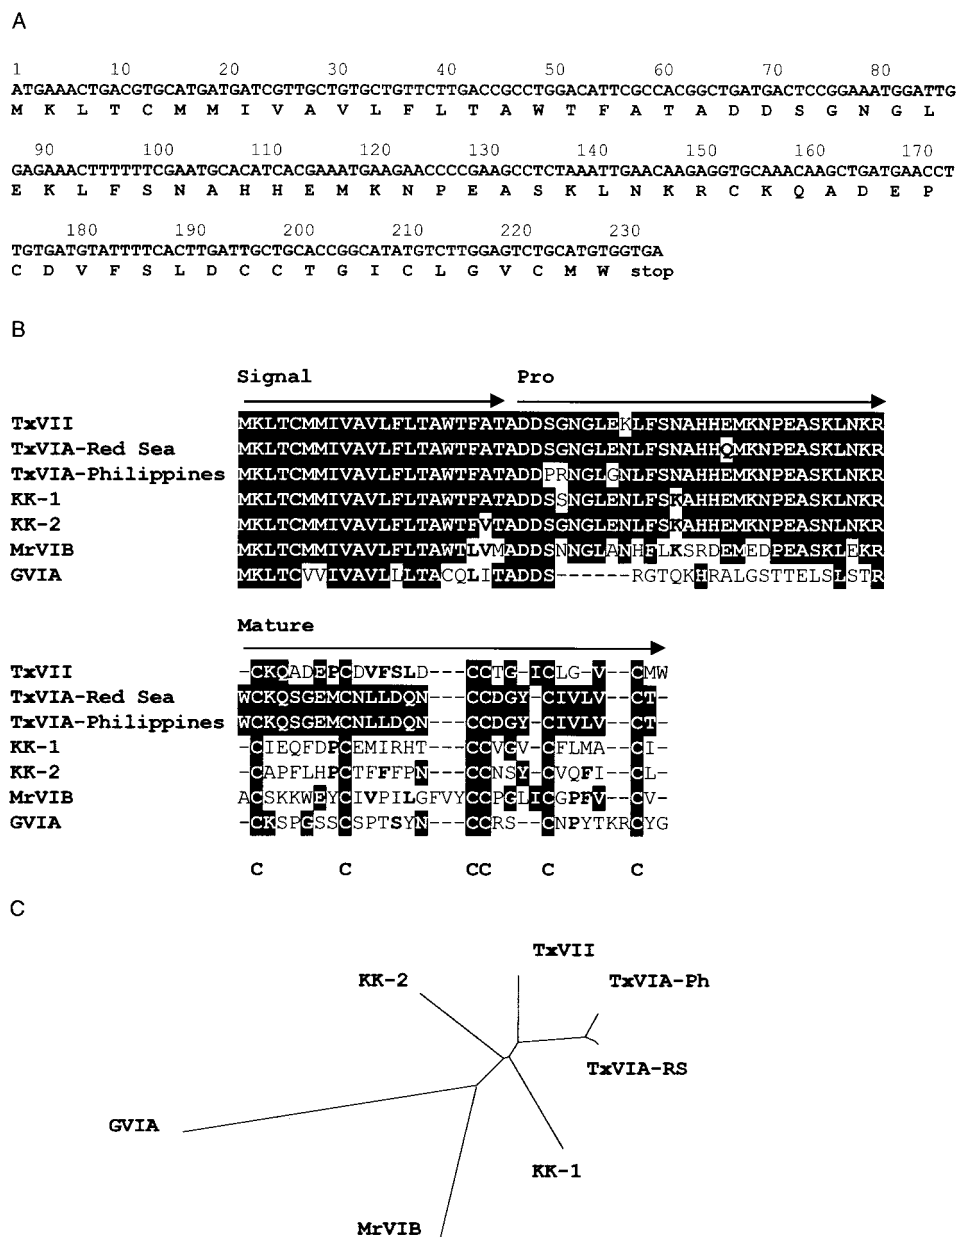 A
1 10 20 30 40 50 60 70 80
ATGAAACTGACGTGCATGATGATCGTTGCTGTGCTGTTCTTGACCGCCTGGACATTCGCCACGGCTGATGACTCCGGAAATGGATTG
M K L T C M M I V A V L F L T A W T F A T A D D S G N G L
90 100 110 120 130 140 150 160 170
GAGAAACTTTTTTCGAATGCACATCACGAAATGAAGAACCCCGAAGCCTCTAAATTGAACAAGAGGTGCAAACAAGCTGATGAACCT
E K L F S N A H H E M K N P E A S K L N K R C K Q A D E P
180 190 200 210 220 230
TGTGATGTATTTTCACTTGATTGCTGCACCGGCATATGTCTTGGAGTCTGCATGTGGTGA
C D V F S L D C C T G I C L G V C M W stop
B
Signal Pro
TxVII MKLTCMMIVAVLFLTAWTFATADDSGNGLEKLFSNAHHEMKNPEASKLNKR
TxVIA-Red Sea MKLTCMMIVAVLFLTAWTFATADDSGNGLENLFSNAHHQMKNPEASKLNKR
TxVIA-Philippines MKLTCMMIVAVLFLTAWTFATADDPRNGLGNLFSNAHHEMKNPEASKLNKR
KK-1 MKLTCMMIVAVLFLTAWTFATADDSSNGLENLFSKAHHEMKNPEASKLNKR
KK-2 MKLTCMMIVAVLFLTAWTFVTADDSGNGLENLFSKAHHEMKNPEASNLNKR
MrVIB MKLTCMMIVAVLFLTAWTLVMADDSNNGLANHFLKSRDEMEDPEASKLEKR
GVIA MKLTCVVIVAVLLLTACQLITADDS------RGTQKHRALGSTTELSLSTR
Mature
TxVII -CKQADEPCDVFSLD---CCTG-ICLG-V--CMW
TxVIA-Red Sea WCKQSGEMCNLLDQN---CCDGY-CIVLV--CT-
TxVIA-Philippines WCKQSGEMCNLLDQN---CCDGY-CIVLV--CT-
KK-1 -CIEQFDPCEMIRHT---CCVGV-CFLMA--CI-
KK-2 -CAPFLHPCTFFFPN---CCNSY-CVQFI--CL-
MrVIB ACSKKWEYCIVPILGFVYCCPGLICGPFV--CV-
GVIA -CKSPGSSCSPTSYN---CCRS--CNPYTKRCYG
C C CC C C
C
TxVII
KK-2
TxVIA-Ph
TxVIA-RS
GVIA
KK-1
MrVIB